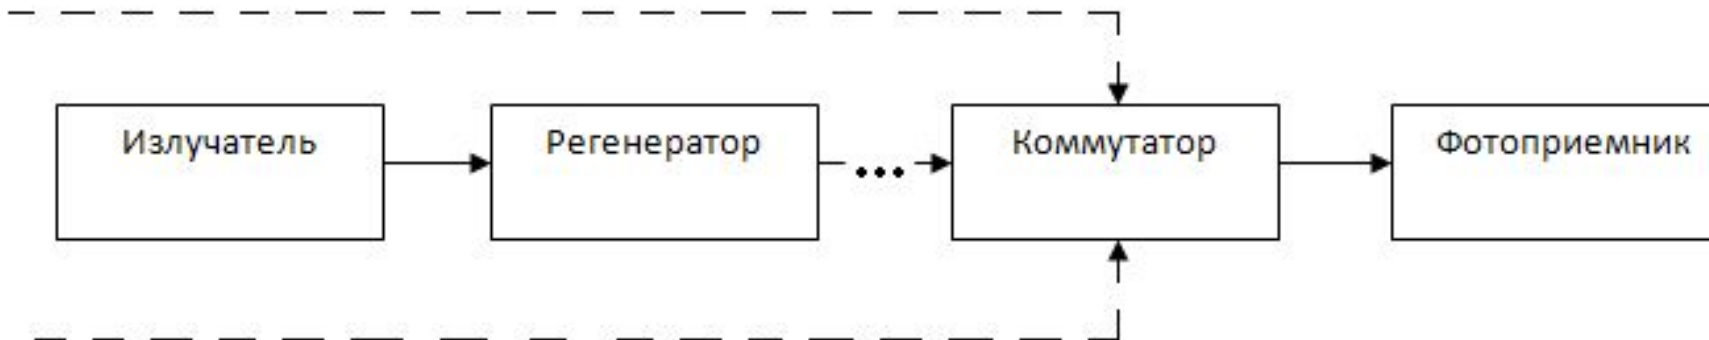 Излучатель
Регенератор
...
Коммутатор
Фотоприемник